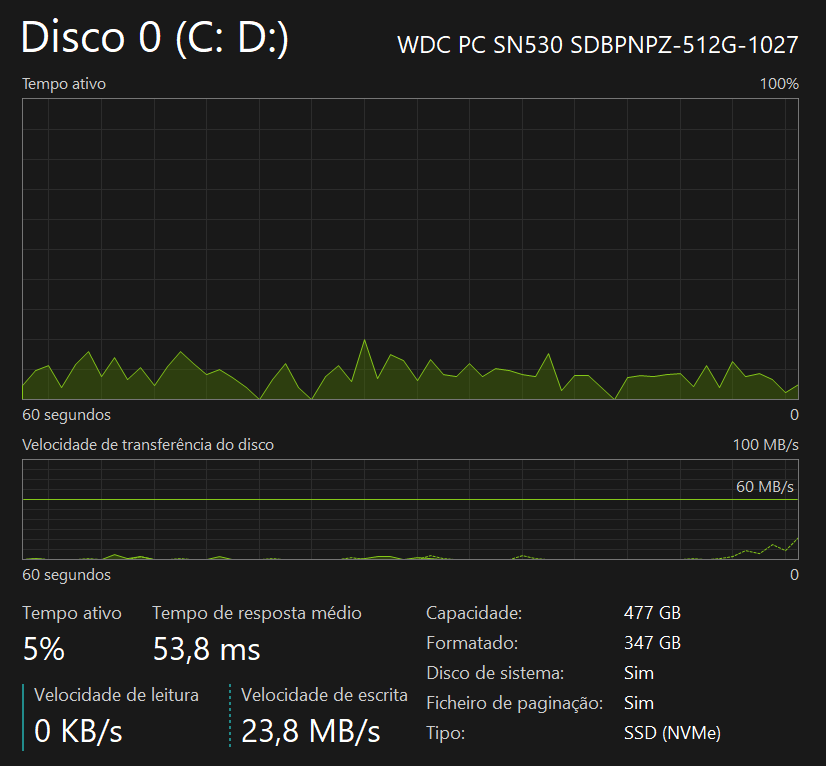 Disco 0 (C: D:)
WDC PC SN530 SDBPNPZ-512G-1027
Tempo ativo
100%
60 segundos
0
Velocidade de transferência do disco
100 MB/s
60 MB/s
60 segundos
0
Tempo ativo
5%
Tempo de resposta médio
53,8 ms
Velocidade de leitura
0 KB/s
Velocidade de escrita
23,8 MB/s
Capacidade: 477 GB
Formatado: 347 GB
Disco de sistema: Sim
Ficheiro de paginação: Sim
Tipo: SSD (NVMe)